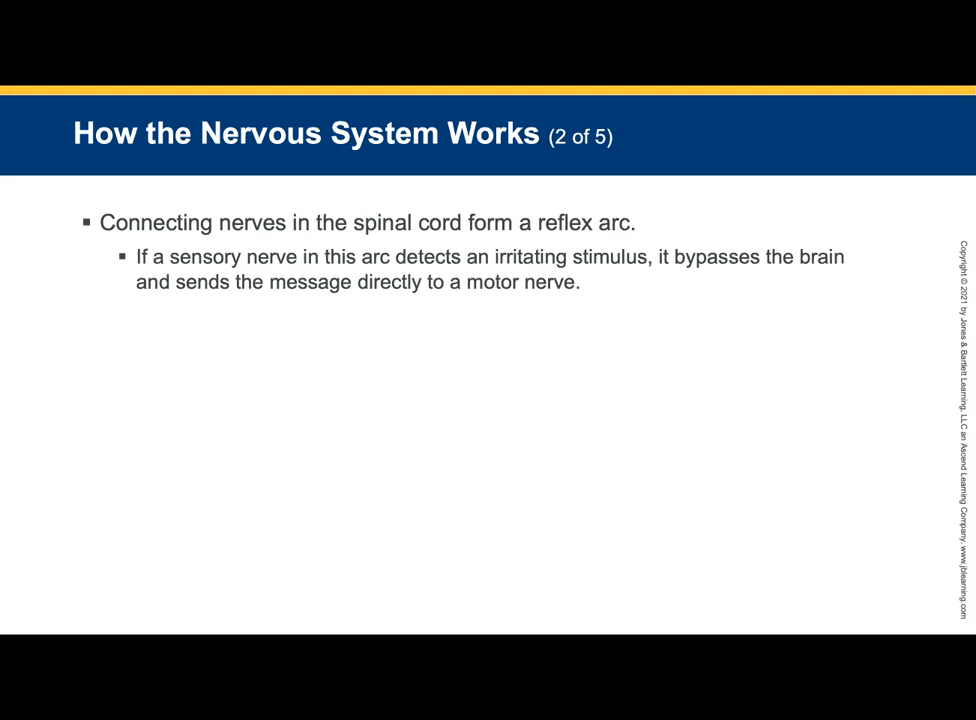 How the Nervous System Works (2 of 5)
▪ Connecting nerves in the spinal cord form a reflex arc.
▪ If a sensory nerve in this arc detects an irritating stimulus, it bypasses the brain
and sends the message directly to a motor nerve.
Copyright © 2021 by Jones & Bartlett Learning, LLC an Ascend Learning Company. www.jblearning.com